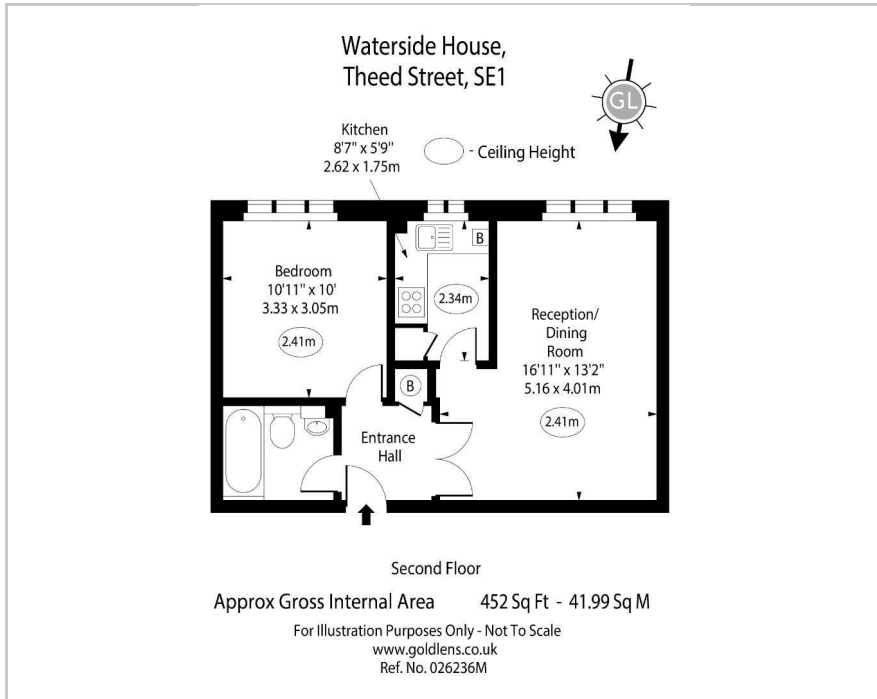 Waterside House,
Theed Street, SE1
GL
Kitchen
8'7" x 5'9"
2.62 x 1.75m
- Ceiling Height
B
Bedroom
10'11" x 10'
3.33 x 3.05m
2.41m
2.34m
Reception/
Dining
Room
16'11" x 13'2"
5.16 x 4.01m
2.41m
B
Entrance
Hall
Second Floor
Approx Gross Internal Area 452 Sq Ft - 41.99 Sq M
For Illustration Purposes Only - Not To Scale
www.goldlens.co.uk
Ref. No. 026236M